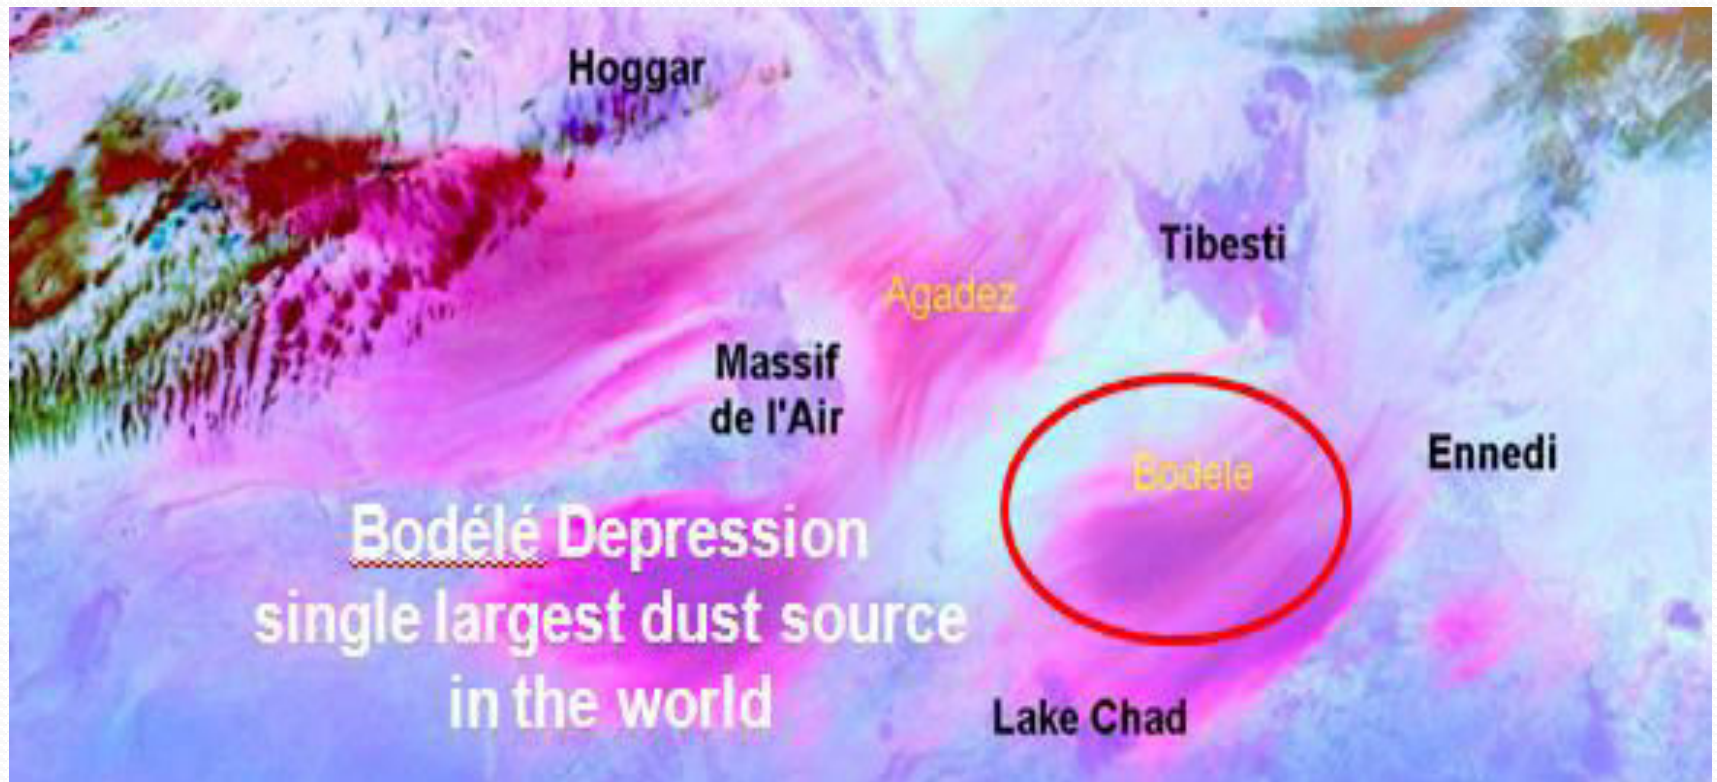 Hoggar
Tibesti
Agadez
Massif
de l'Air
Ennedi
Bodele
Bodélé Depression
single largest dust source
in the world
Lake Chad